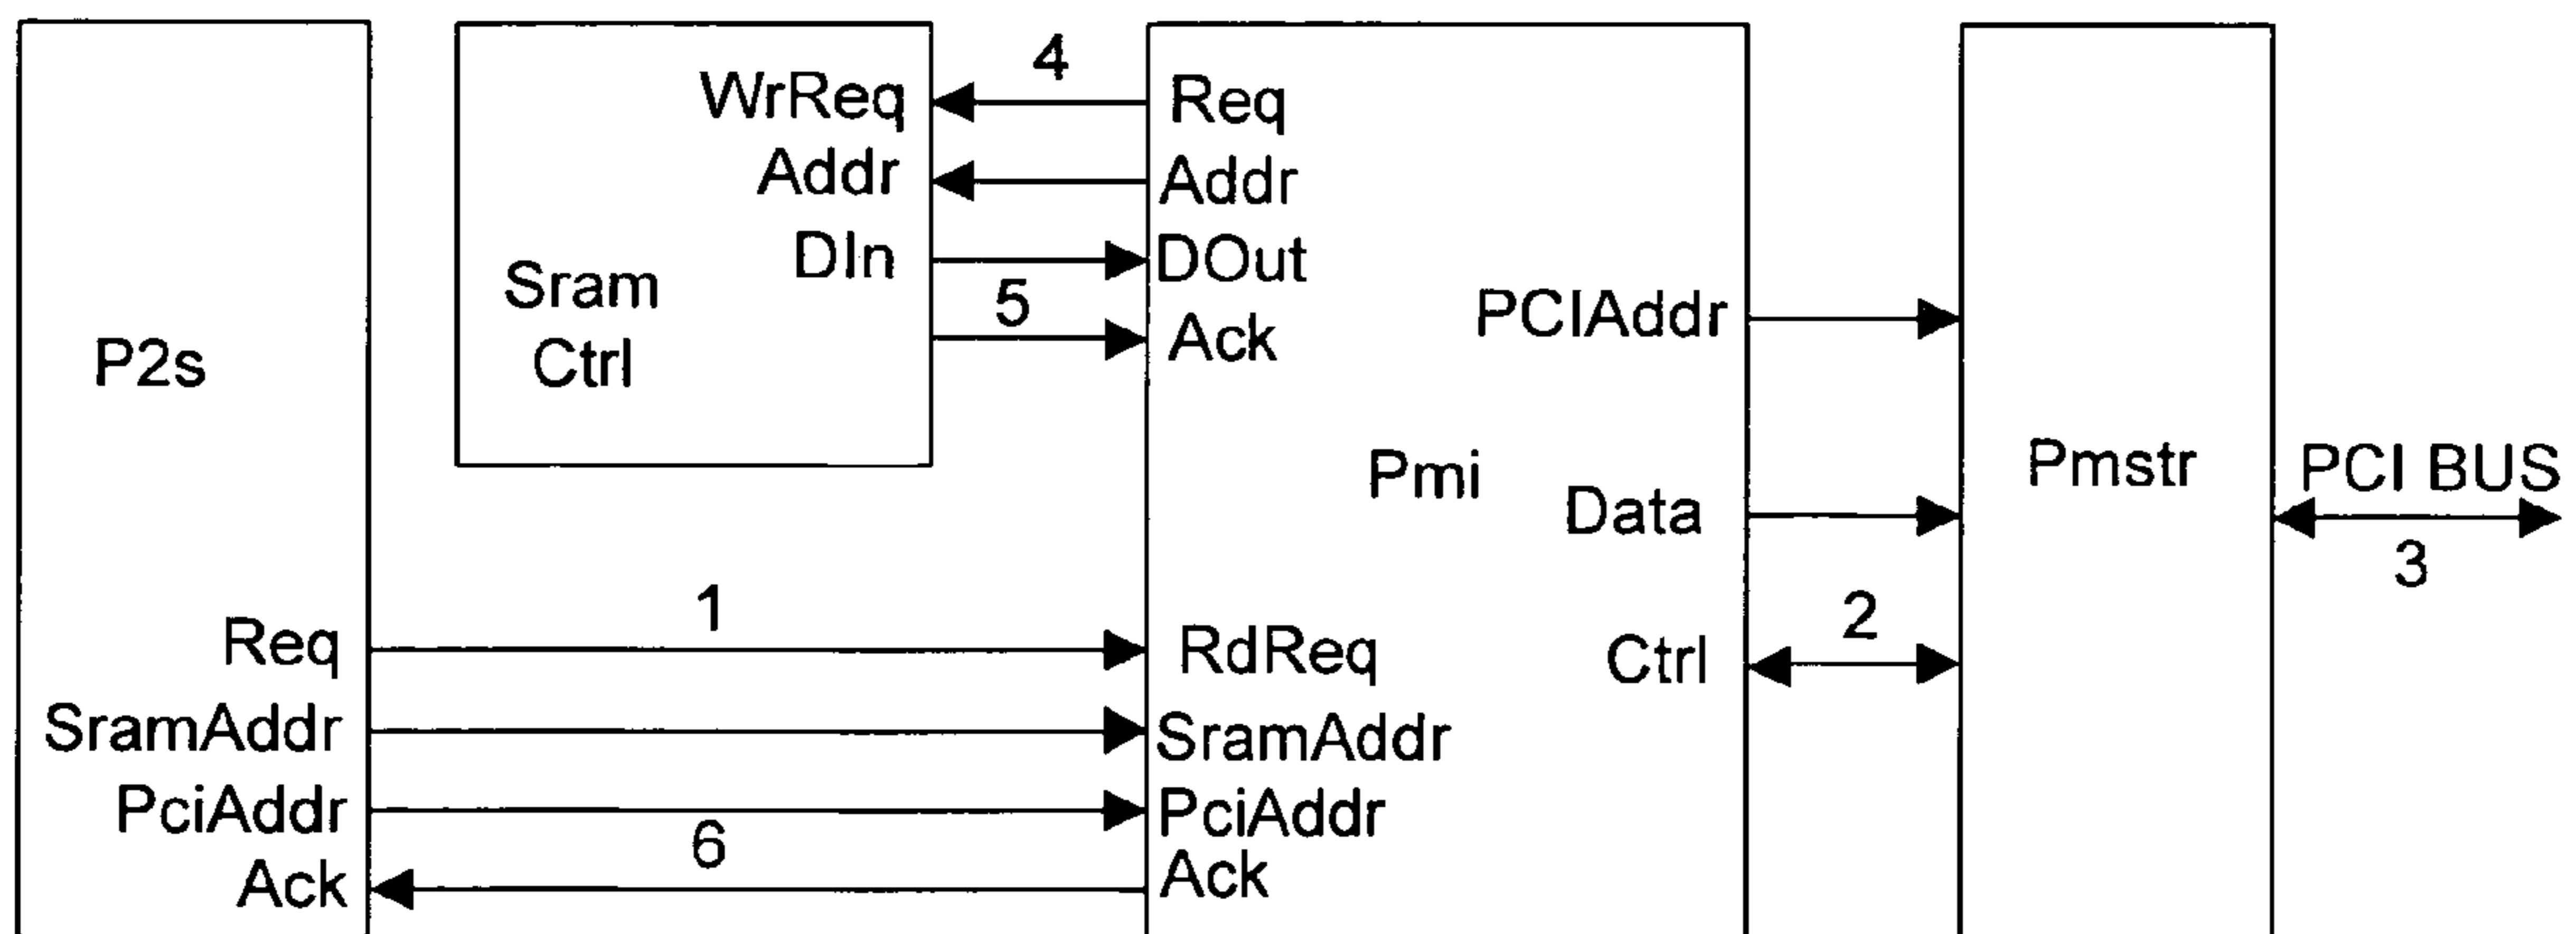 P2s
Req
SramAddr
PciAddr
Ack
WrReq
Addr
DIn
Sram
Ctrl
4
5
1
6
Req
Addr
DOut
Ack
Pmi
RdReq
SramAddr
PciAddr
Ack
PCIAddr
Data
Ctrl
2
Pmstr
PCI BUS
3